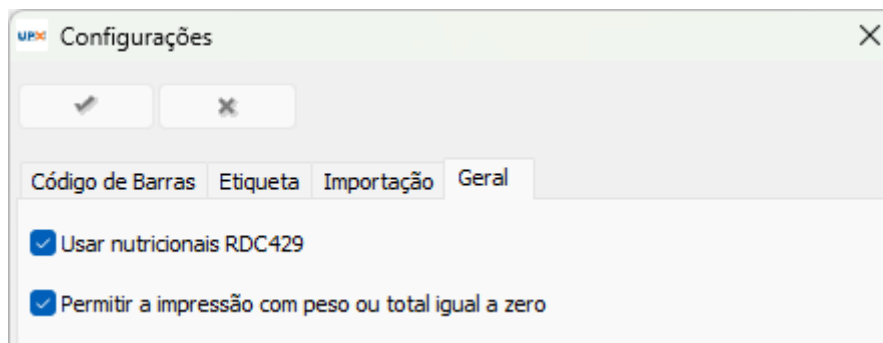 UPX Configurações
Código de Barras Etiqueta Importação Geral
Usar nutricionais RDC429
Permitir a impressão com peso ou total igual a zero